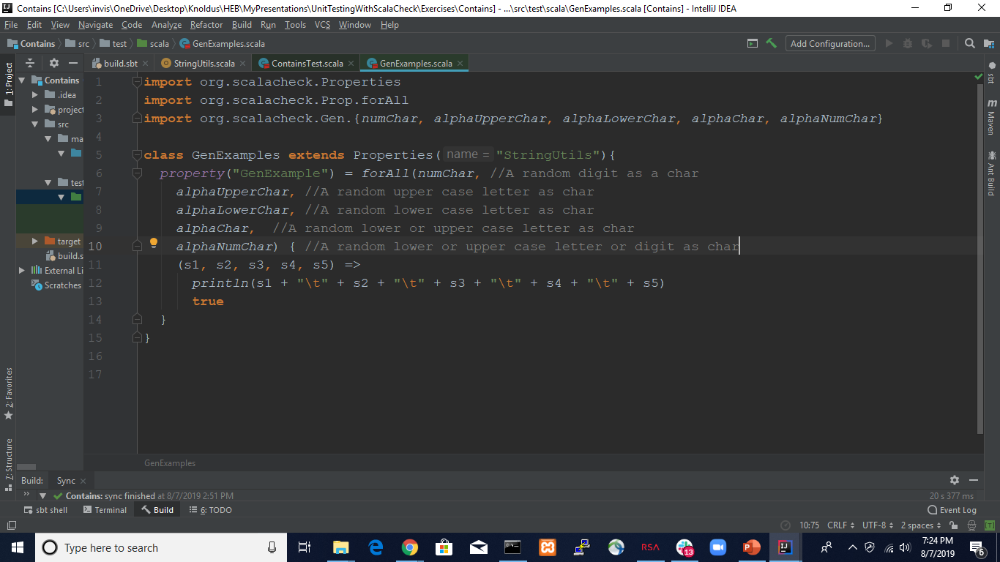 Contains [C:\Users\invis\OneDrive\Desktop\Knoldus\HEB\MyPresentations\UnitTestingWithScalaCheck\Exercises\Contains] - ...\src\test\scala\GenExamples.scala [Contains] - IntelliJ IDEA
File Edit View Navigate Code Analyze Refactor Build Run Tools VCS Window Help
Contains src test scala GenExamples.scala Add Configuration...
build.sbt StringUtils.scala ContainsTest.scala GenExamples.scala
1: Project
Contains
.idea
project
src
ma
test
target
build.s
External Li
Scratches
1 import org.scalacheck.Properties
2 import org.scalacheck.Prop.forAll
3 import org.scalacheck.Gen.{numChar, alphaUpperChar, alphaLowerChar, alphaChar, alphaNumChar}
4
5 class GenExamples extends Properties( name = "StringUtils"){
6 property("GenExample") = forAll(numChar, //A random digit as a char
7 alphaUpperChar, //A random upper case letter as char
8 alphaLowerChar, //A random lower case letter as char
9 alphaChar, //A random lower or upper case letter as char
10 alphaNumChar) { //A random lower or upper case letter or digit as char
11 (s1, s2, s3, s4, s5) =>
12 println(s1 + "\t" + s2 + "\t" + s3 + "\t" + s4 + "\t" + s5)
13 true
14 }
15 }
16
17
sbt
m Maven
Ant Build
2: Favorites
7: Structure
GenExamples
Build: Sync
Contains: sync finished at 8/7/2019 2:51 PM 20 s 377 ms
sbt shell Terminal Build 6: TODO Event Log
10:75 CRLF UTF-8 2 spaces [T]
Type here to search
RSA
13
7:24 PM
8/7/2019
6